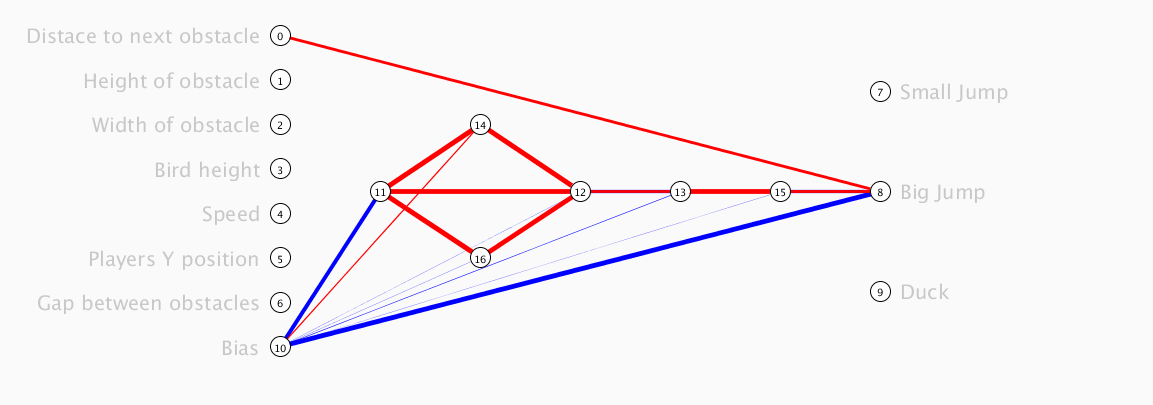 Distace to next obstacle 0
Height of obstacle 1
7 Small Jump
Width of obstacle 2
14
Bird height 3
11 12 13 15 8 Big Jump
Speed 4
Players Y position 5
16
9 Duck
Gap between obstacles 6
Bias 10